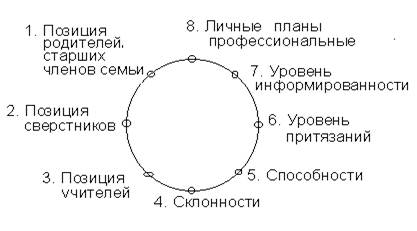 1. Позиция
родителей,
старших
членов семьи
8. Личные планы
профессиональные
7. Уровень
информированности
2. Позиция
сверстников
6. Уровень
притязаний
3. Позиция
учителей
5. Способности
4. Склонности